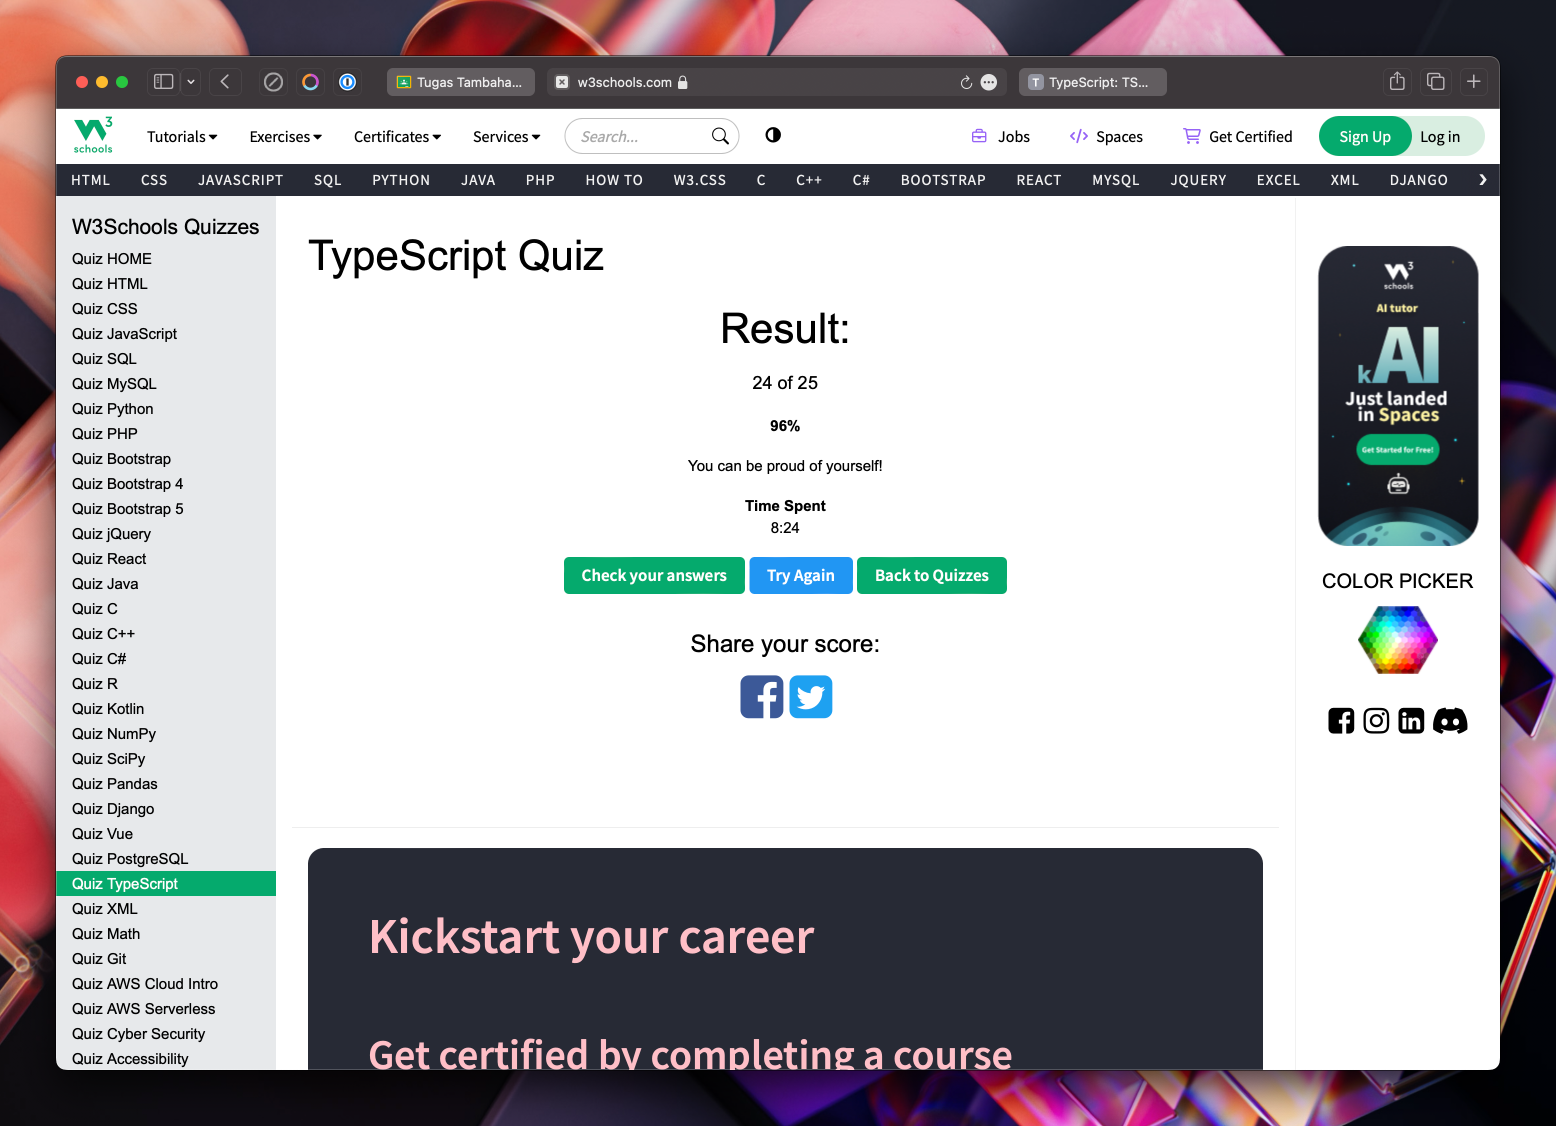 Tugas Tambaha...
w3schools.com
T TypeScript: TS...
W3 schools
Tutorials
Exercises
Certificates
Services
Search...
Jobs
Spaces
Get Certified
Sign Up
Log in
HTML CSS JAVASCRIPT SQL PYTHON JAVA PHP HOW TO W3.CSS C C++ C# BOOTSTRAP REACT MYSQL JQUERY EXCEL XML DJANGO
W3Schools Quizzes
Quiz HOME
Quiz HTML
Quiz CSS
Quiz JavaScript
Quiz SQL
Quiz MySQL
Quiz Python
Quiz PHP
Quiz Bootstrap
Quiz Bootstrap 4
Quiz Bootstrap 5
Quiz jQuery
Quiz React
Quiz Java
Quiz C
Quiz C++
Quiz C#
Quiz R
Quiz Kotlin
Quiz NumPy
Quiz SciPy
Quiz Pandas
Quiz Django
Quiz Vue
Quiz PostgreSQL
Quiz TypeScript
Quiz XML
Quiz Math
Quiz Git
Quiz AWS Cloud Intro
Quiz AWS Serverless
Quiz Cyber Security
Quiz Accessibility
TypeScript Quiz
Result:
24 of 25
96%
You can be proud of yourself!
Time Spent
8:24
Check your answers
Try Again
Back to Quizzes
Share your score:
Kickstart your career
Get certified by completing a course
W3 schools
AI tutor
kAI
Just landed
in Spaces
Get Started for Free!
COLOR PICKER